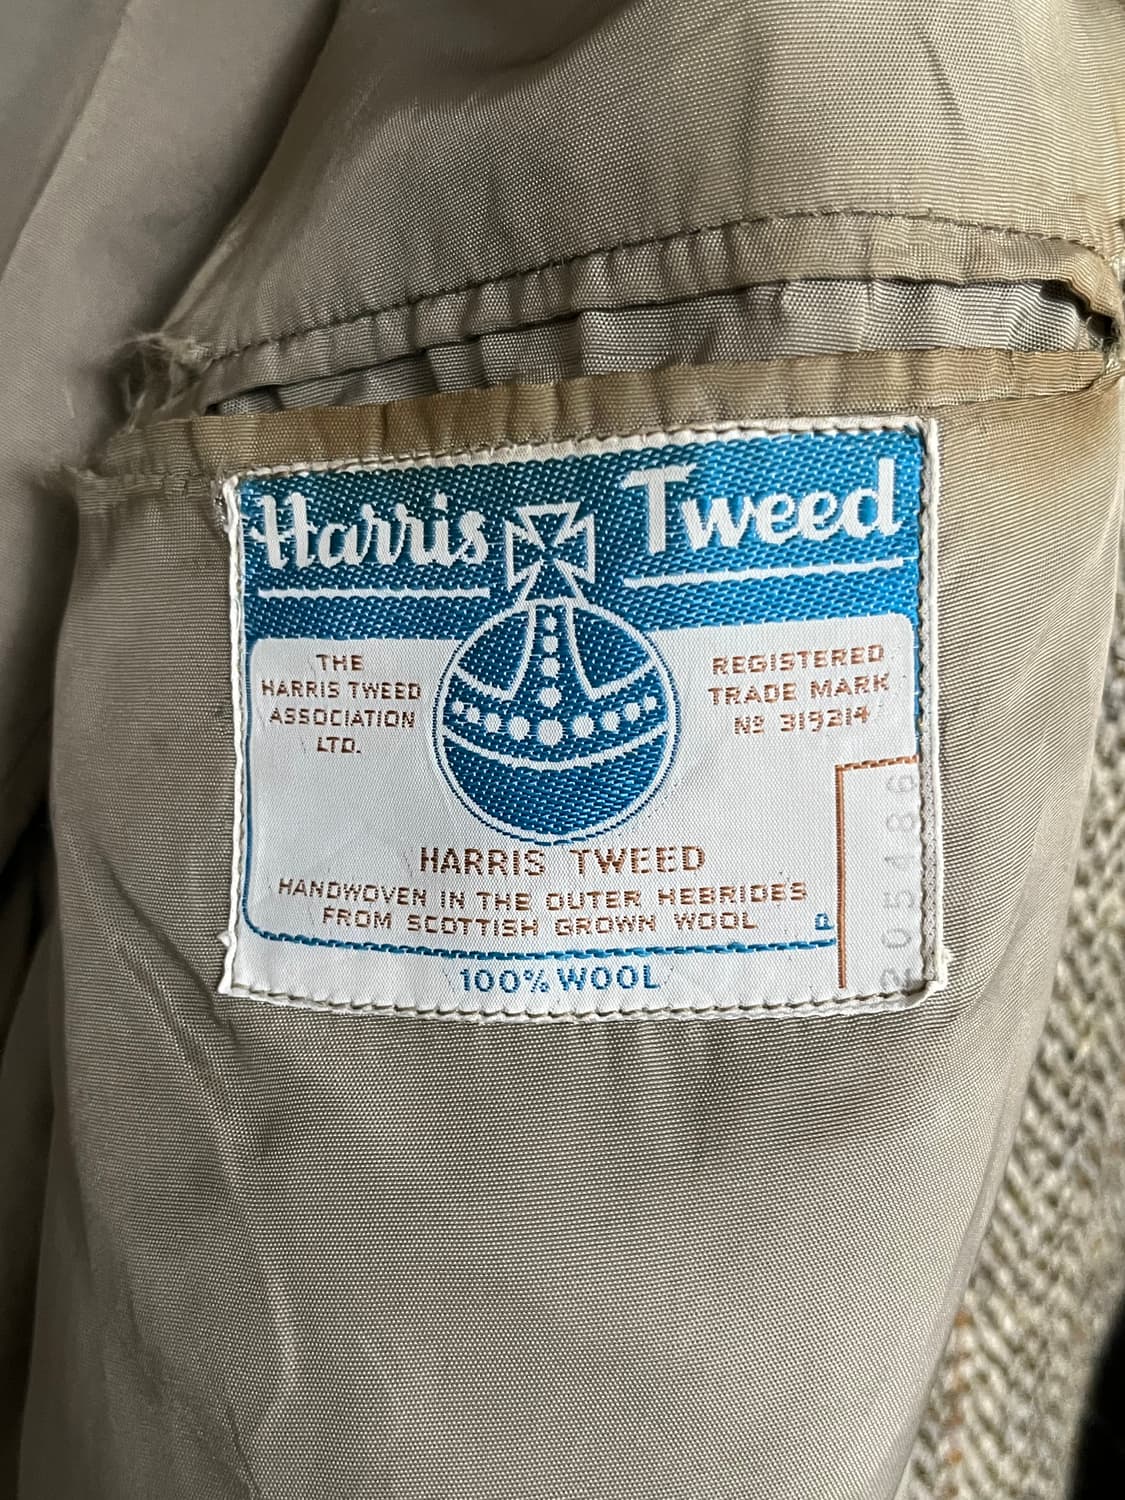 Harris Tweed
THE
HARRIS TWEED
ASSOCIATION
LTD.
REGISTERED
TRADE MARK
Nº 319214
HARRIS TWEED
HANDWOVEN IN THE OUTER HEBRIDES
FROM SCOTTISH GROWN WOOL
P
100% WOOL
205486